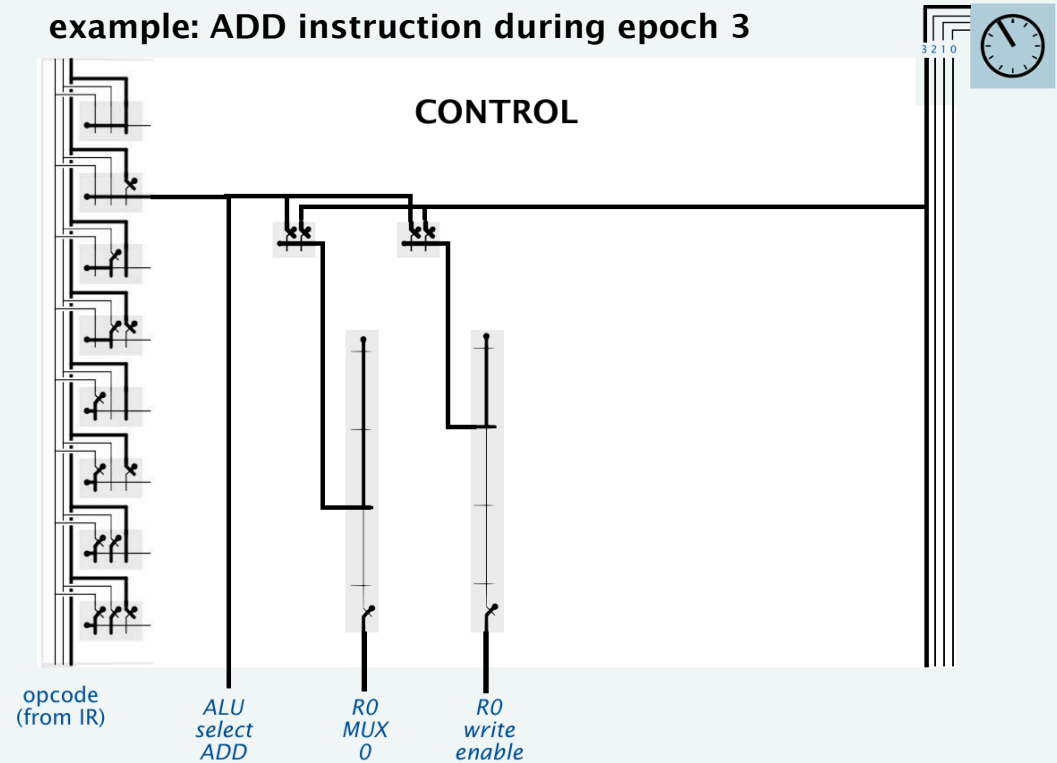 example: ADD instruction during epoch 3
3 2 1 0
CONTROL
opcode
(from IR)
ALU
select
ADD
R0
MUX
0
R0
write
enable